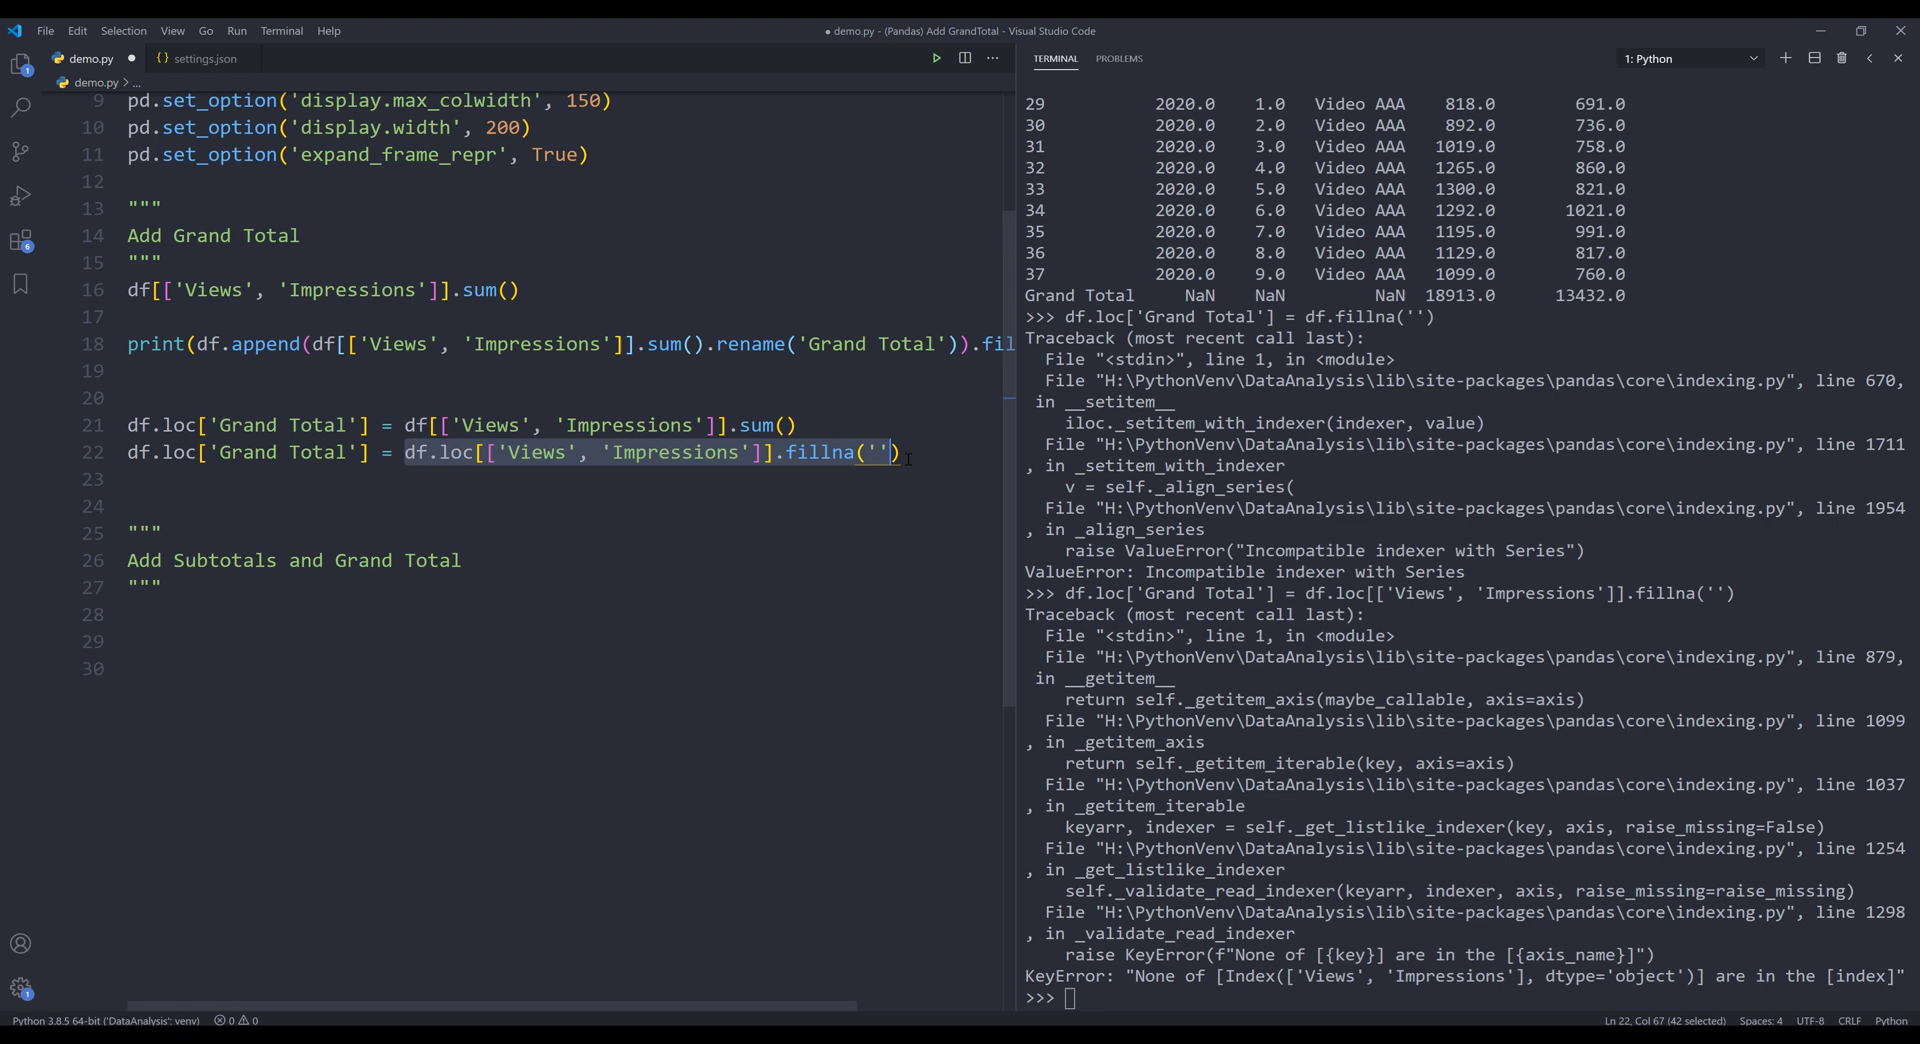 File Edit Selection View Go Run Terminal Help
● demo.py - (Pandas) Add GrandTotal - Visual Studio Code
demo.py ●
{} settings.json
demo.py > ...
9 pd.set_option('display.max_colwidth', 150)
10 pd.set_option('display.width', 200)
11 pd.set_option('expand_frame_repr', True)
12
13 """
14 Add Grand Total
15 """
16 df[['Views', 'Impressions']].sum()
17
18 print(df.append(df[['Views', 'Impressions']].sum().rename('Grand Total')).fil
19
20
21 df.loc['Grand Total'] = df[['Views', 'Impressions']].sum()
22 df.loc['Grand Total'] = df.loc[['Views', 'Impressions']].fillna('')
23
24
25 """
26 Add Subtotals and Grand Total
27 """
28
29
30
1
6
1
TERMINAL PROBLEMS
1: Python
29 2020.0 1.0 Video AAA 818.0 691.0
30 2020.0 2.0 Video AAA 892.0 736.0
31 2020.0 3.0 Video AAA 1019.0 758.0
32 2020.0 4.0 Video AAA 1265.0 860.0
33 2020.0 5.0 Video AAA 1300.0 821.0
34 2020.0 6.0 Video AAA 1292.0 1021.0
35 2020.0 7.0 Video AAA 1195.0 991.0
36 2020.0 8.0 Video AAA 1129.0 817.0
37 2020.0 9.0 Video AAA 1099.0 760.0
Grand Total NaN NaN NaN 18913.0 13432.0
>>> df.loc['Grand Total'] = df.fillna('')
Traceback (most recent call last):
File "<stdin>", line 1, in <module>
File "H:\PythonVenv\DataAnalysis\lib\site-packages\pandas\core\indexing.py", line 670,
in __setitem__
iloc._setitem_with_indexer(indexer, value)
File "H:\PythonVenv\DataAnalysis\lib\site-packages\pandas\core\indexing.py", line 1711
, in _setitem_with_indexer
v = self._align_series(
File "H:\PythonVenv\DataAnalysis\lib\site-packages\pandas\core\indexing.py", line 1954
, in _align_series
raise ValueError("Incompatible indexer with Series")
ValueError: Incompatible indexer with Series
>>> df.loc['Grand Total'] = df.loc[['Views', 'Impressions']].fillna('')
Traceback (most recent call last):
File "<stdin>", line 1, in <module>
File "H:\PythonVenv\DataAnalysis\lib\site-packages\pandas\core\indexing.py", line 879,
in __getitem__
return self._getitem_axis(maybe_callable, axis=axis)
File "H:\PythonVenv\DataAnalysis\lib\site-packages\pandas\core\indexing.py", line 1099
, in _getitem_axis
return self._getitem_iterable(key, axis=axis)
File "H:\PythonVenv\DataAnalysis\lib\site-packages\pandas\core\indexing.py", line 1037
, in _getitem_iterable
keyarr, indexer = self._get_listlike_indexer(key, axis, raise_missing=False)
File "H:\PythonVenv\DataAnalysis\lib\site-packages\pandas\core\indexing.py", line 1254
, in _get_listlike_indexer
self._validate_read_indexer(keyarr, indexer, axis, raise_missing=raise_missing)
File "H:\PythonVenv\DataAnalysis\lib\site-packages\pandas\core\indexing.py", line 1298
, in _validate_read_indexer
raise KeyError(f"None of [{key}] are in the [{axis_name}]")
KeyError: "None of [Index(['Views', 'Impressions'], dtype='object')] are in the [index]"
>>>
Python 3.8.5 64-bit ('DataAnalysis': venv) 0 0
Ln 22, Col 67 (42 selected) Spaces: 4 UTF-8 CRLF Python